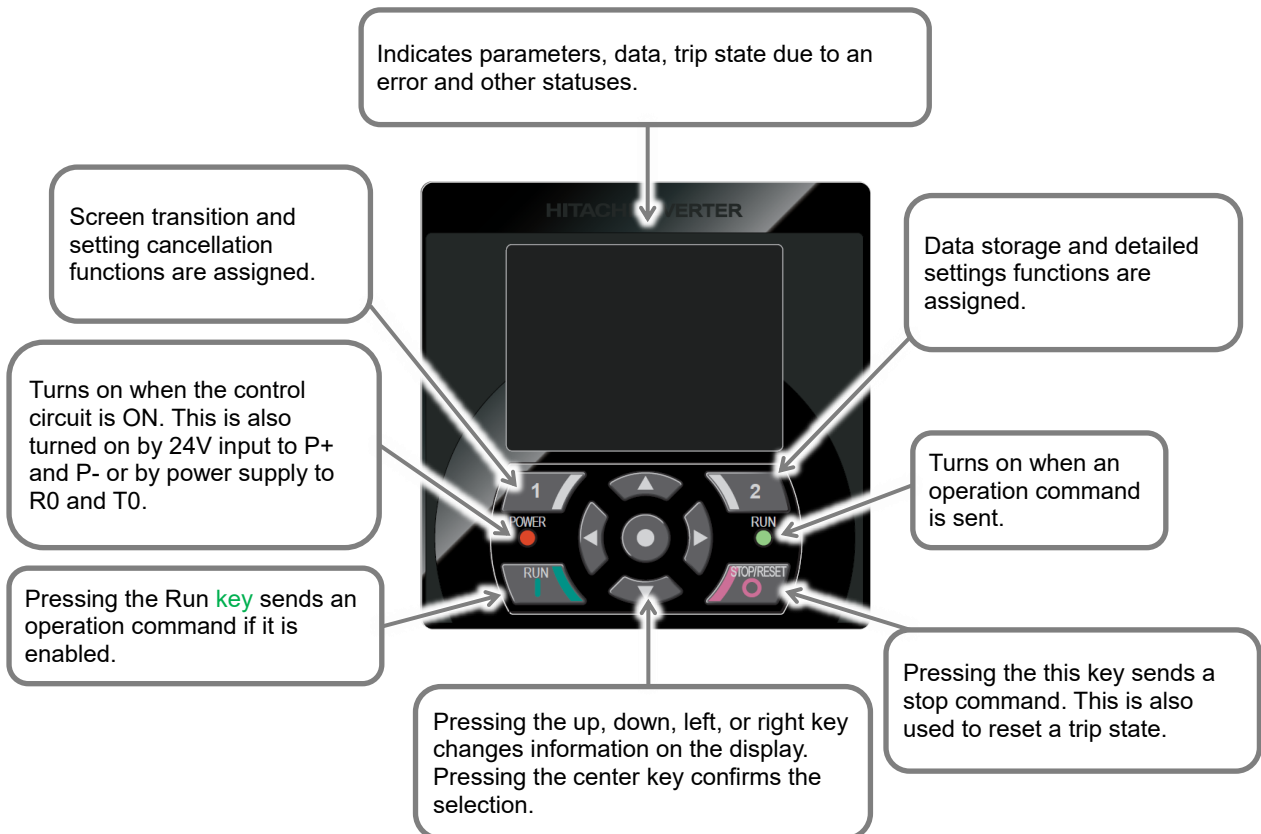 Indicates parameters, data, trip state due to an
error and other statuses.
Screen transition and
setting cancellation
functions are assigned.
HITACH VERTER
Data storage and detailed
settings functions are
assigned.
Turns on when the control
circuit is ON. This is also
turned on by 24V input to P+
and P- or by power supply to
R0 and T0.
Turns on when an
operation command
is sent.
1
2
POWER
RUN
RUN
STOP/RESET
Pressing the Run key sends an
operation command if it is
enabled.
Pressing the this key sends a
stop command. This is also
used to reset a trip state.
Pressing the up, down, left, or right key
changes information on the display.
Pressing the center key confirms the
selection.